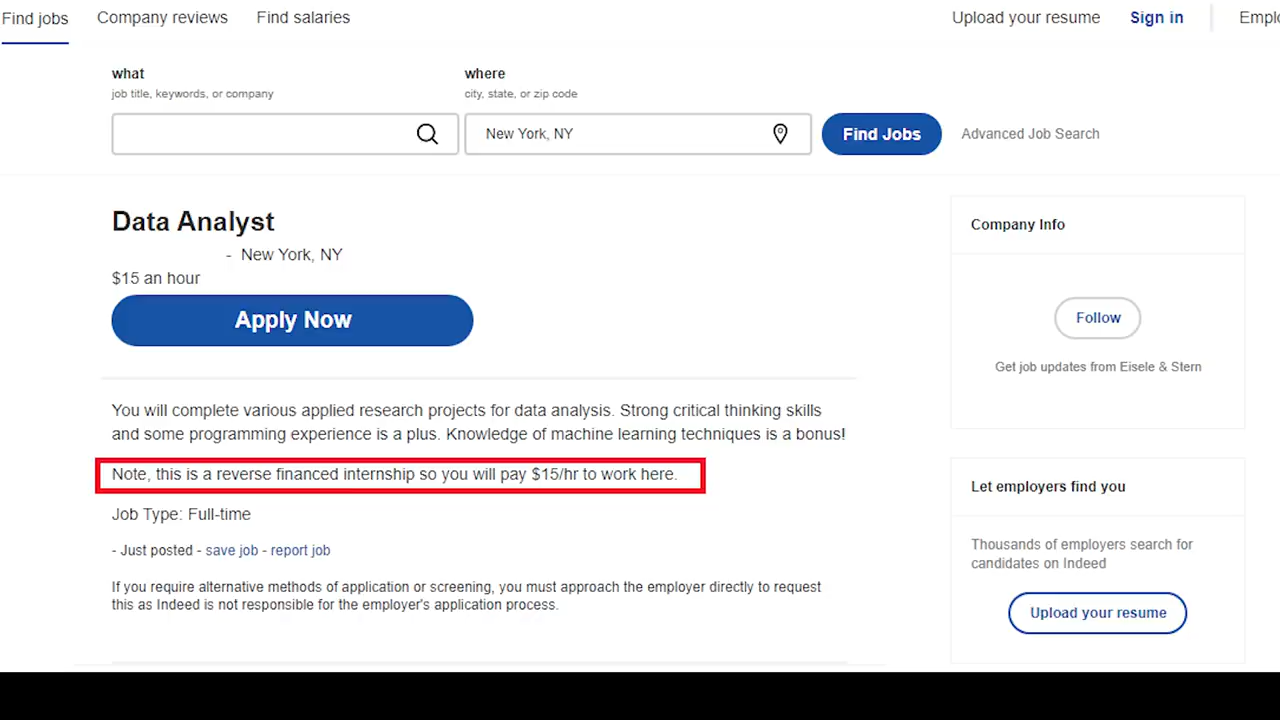 Find jobs Company reviews Find salaries Upload your resume Sign in
what
job title, keywords, or company
where
city, state, or zip code
New York, NY
Find Jobs
Advanced Job Search
Data Analyst
- New York, NY
$15 an hour
Apply Now
You will complete various applied research projects for data analysis. Strong critical thinking skills
and some programming experience is a plus. Knowledge of machine learning techniques is a bonus!
Note, this is a reverse financed internship so you will pay $15/hr to work here.
Job Type: Full-time
- Just posted - save job - report job
If you require alternative methods of application or screening, you must approach the employer directly to request
this as Indeed is not responsible for the employer's application process.
Company Info
Follow
Get job updates from Eisele & Stern
Let employers find you
Thousands of employers search for
candidates on Indeed
Upload your resume